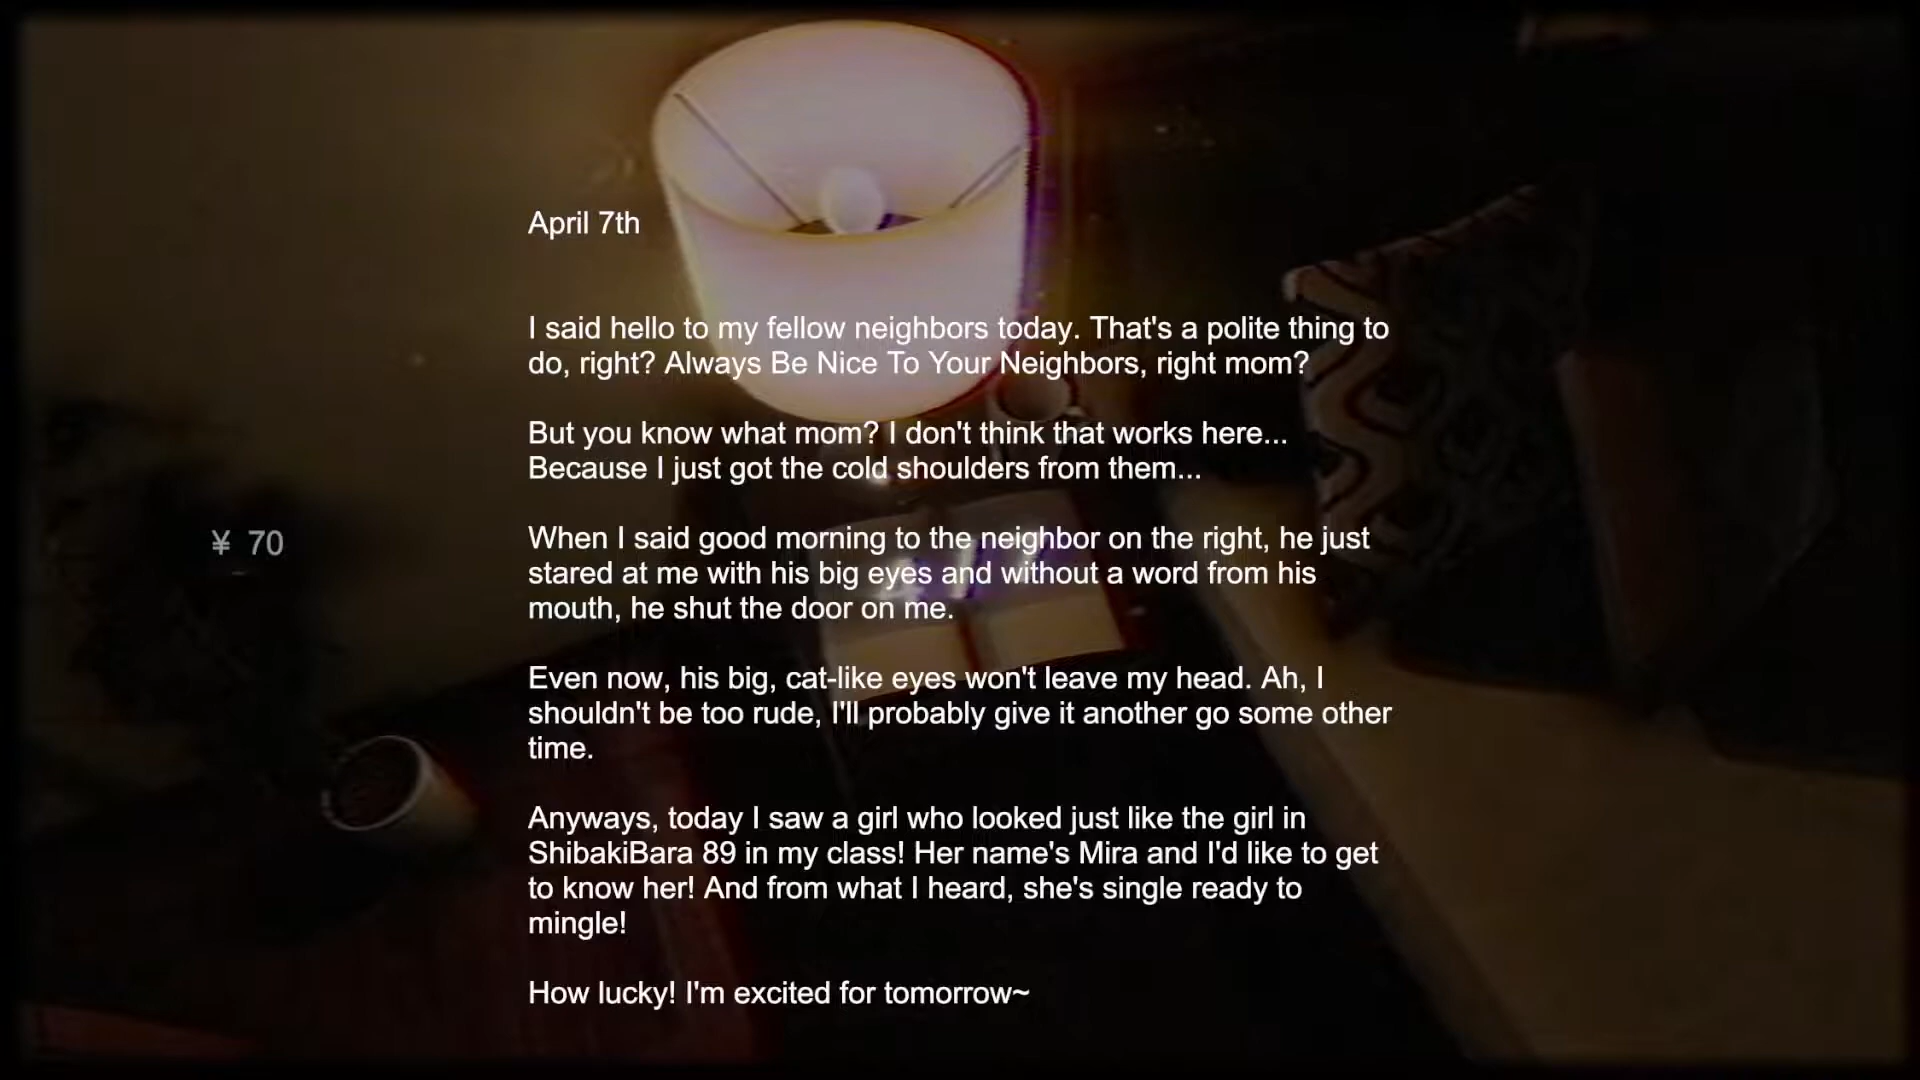 April 7th
I said hello to my fellow neighbors today. That's a polite thing to
do, right? Always Be Nice To Your Neighbors, right mom?
But you know what mom? I don't think that works here...
Because I just got the cold shoulders from them...
¥ 70
When I said good morning to the neighbor on the right, he just
stared at me with his big eyes and without a word from his
mouth, he shut the door on me.
Even now, his big, cat-like eyes won't leave my head. Ah, I
shouldn't be too rude, I'll probably give it another go some other
time.
Anyways, today I saw a girl who looked just like the girl in
ShibakiBara 89 in my class! Her name's Mira and I'd like to get
to know her! And from what I heard, she's single ready to
mingle!
How lucky! I'm excited for tomorrow~